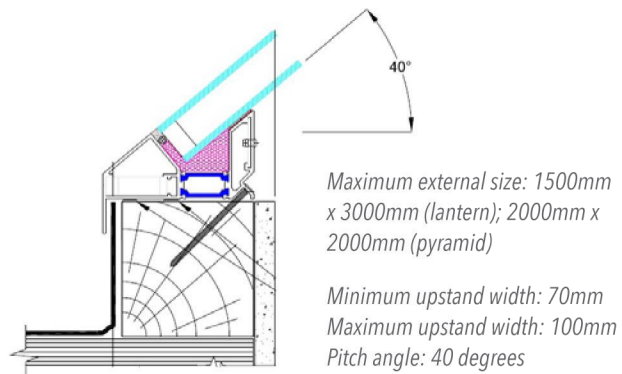 40°
Maximum external size: 1500mm
x 3000mm (lantern); 2000mm x
2000mm (pyramid)
Minimum upstand width: 70mm
Maximum upstand width: 100mm
Pitch angle: 40 degrees